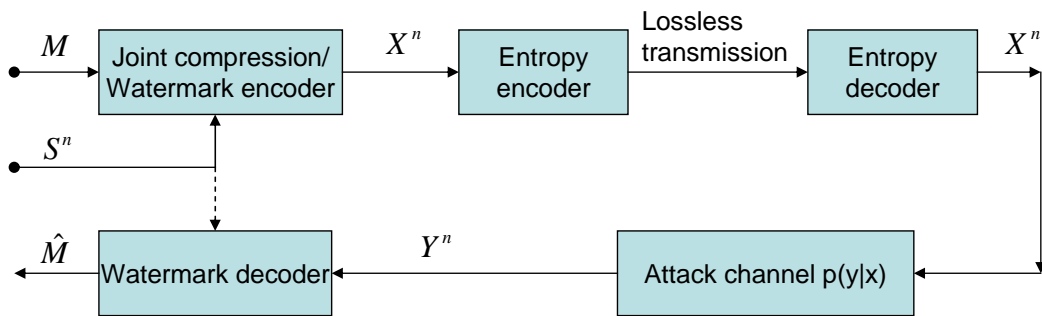 M
Joint compression/
Watermark encoder
X^n
Entropy
encoder
Lossless
transmission
Entropy
decoder
X^n
S^n
M̂
Watermark decoder
Y^n
Attack channel p(y|x)